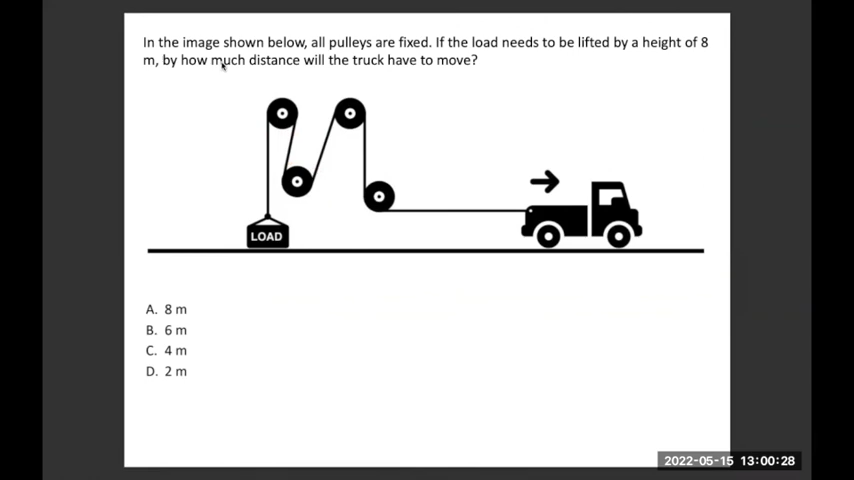 In the image shown below, all pulleys are fixed. If the load needs to be lifted by a height of 8
m, by how much distance will the truck have to move?
LOAD
A. 8 m
B. 6 m
C. 4 m
D. 2 m
2022-05-15 13:00:28